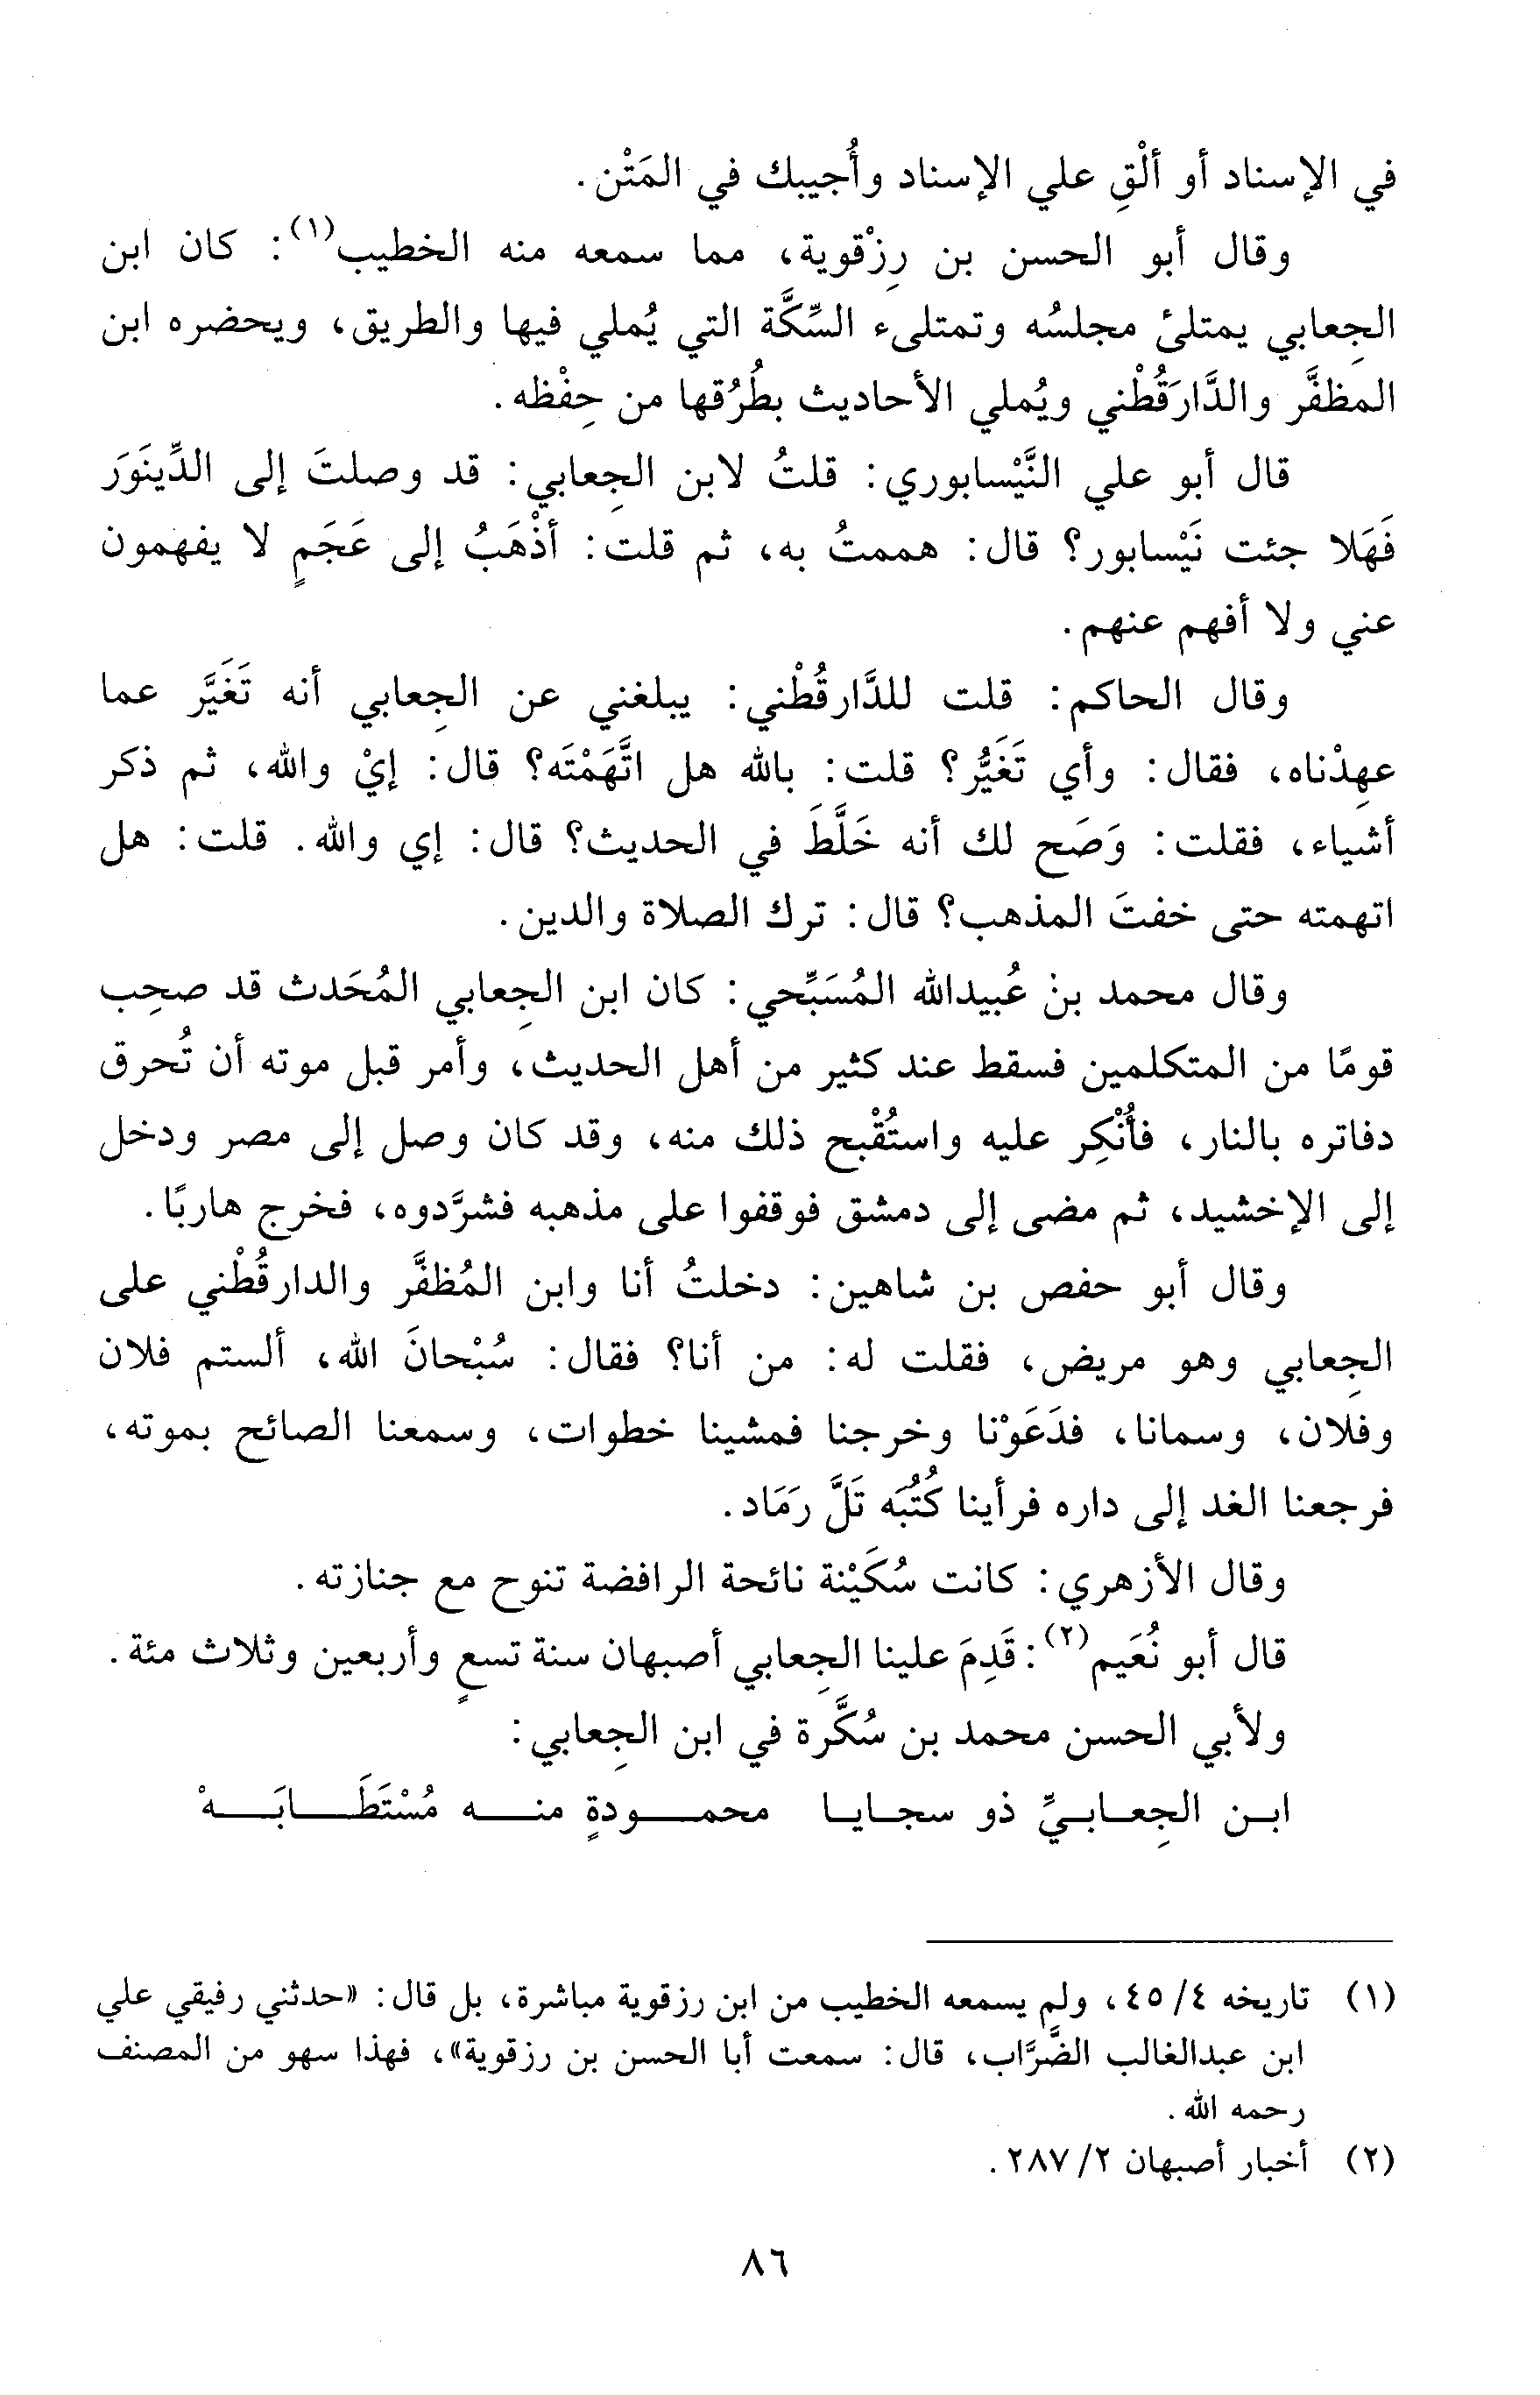 في الإسناد أو ألْقِ علي الإسناد وأُجيبك في المَتْن.
وقال أبو الحسن بن رِزْقوية، مما سمعه منه الخطيب(١): كان ابن
الجِعابي يمتلئ مجلسُه وتمتلىء السِّكَّة التي يُملي فيها والطريق، ويحضره ابن
المظفَّر والدَّارَقُطْني ويُملي الأحاديث بطُرُقها من حِفْظه.
قال أبو علي النَّيْسابوري: قلتُ لابن الجِعابي: قد وصلتَ إلى الدِّينَوَر
فَهَلا جئت نَيْسابور؟ قال: هممتُ به، ثم قلت: أذْهَبُ إلى عَجَمٍ لا يفهمون
عني ولا أفهم عنهم.
وقال الحاكم: قلت للدَّارقُطْني: يبلغني عن الجِعابي أنه تَغَيَّر عما
عهِدْناه، فقال: وأي تَغَيُّر؟ قلت: بالله هل اتَّهَمْتَه؟ قال: إيْ والله، ثم ذكر
أشياء، فقلت: وَصَح لك أنه خَلَّطَ في الحديث؟ قال: إي والله. قلت: هل
اتهمته حتى خفتَ المذهب؟ قال: ترك الصلاة والدين.
وقال محمد بنْ عُبيدالله المُسَبِّحي: كان ابن الجِعابي المُحَدث قد صحِب
قومًا من المتكلمين فسقط عند كثير من أهل الحديث، وأمر قبل موته أن تُحرق
دفاتره بالنار، فأُنْكِر عليه واستُقْبح ذلك منه، وقد كان وصل إلى مصر ودخل
إلى الإخشيد، ثم مضى إلى دمشق فوقفوا على مذهبه فشرَّدوه، فخرج هاربًا.
وقال أبو حفص بن شاهين: دخلتُ أنا وابن المُظفَّر والدارقُطْني على
الجِعابي وهو مريض، فقلت له: من أنا؟ فقال: سُبْحانَ الله، ألستم فلان
وفلان، وسمانا، فدَعَوْنا وخرجنا فمشينا خطوات، وسمعنا الصائح بموته،
فرجعنا الغد إلى داره فرأينا كُتُبَه تَلَّ رَمَاد.
وقال الأزهري: كانت سُكَيْنة نائحة الرافضة تنوح مع جنازته.
قال أبو نُعَيم(٢): قَدِمَ علينا الجِعابي أصبهان سنة تسعٍ وأربعين وثلاث مئة.
ولأبي الحسن محمد بن سُكَّرة في ابن الجِعابي:
ابن الجِعابيِّ ذو سجايا محمودةٍ منه مُسْتَطَابَهْ
(١) تاريخه ٤/ ٤٥، ولم يسمعه الخطيب من ابن رزقوية مباشرة، بل قال: «حدثني رفيقي علي
ابن عبدالغالب الضَّرَّاب، قال: سمعت أبا الحسن بن رزقوية»، فهذا سهو من المصنف
رحمه الله.
(٢) أخبار أصبهان ٢/ ٢٨٧.
٨٦